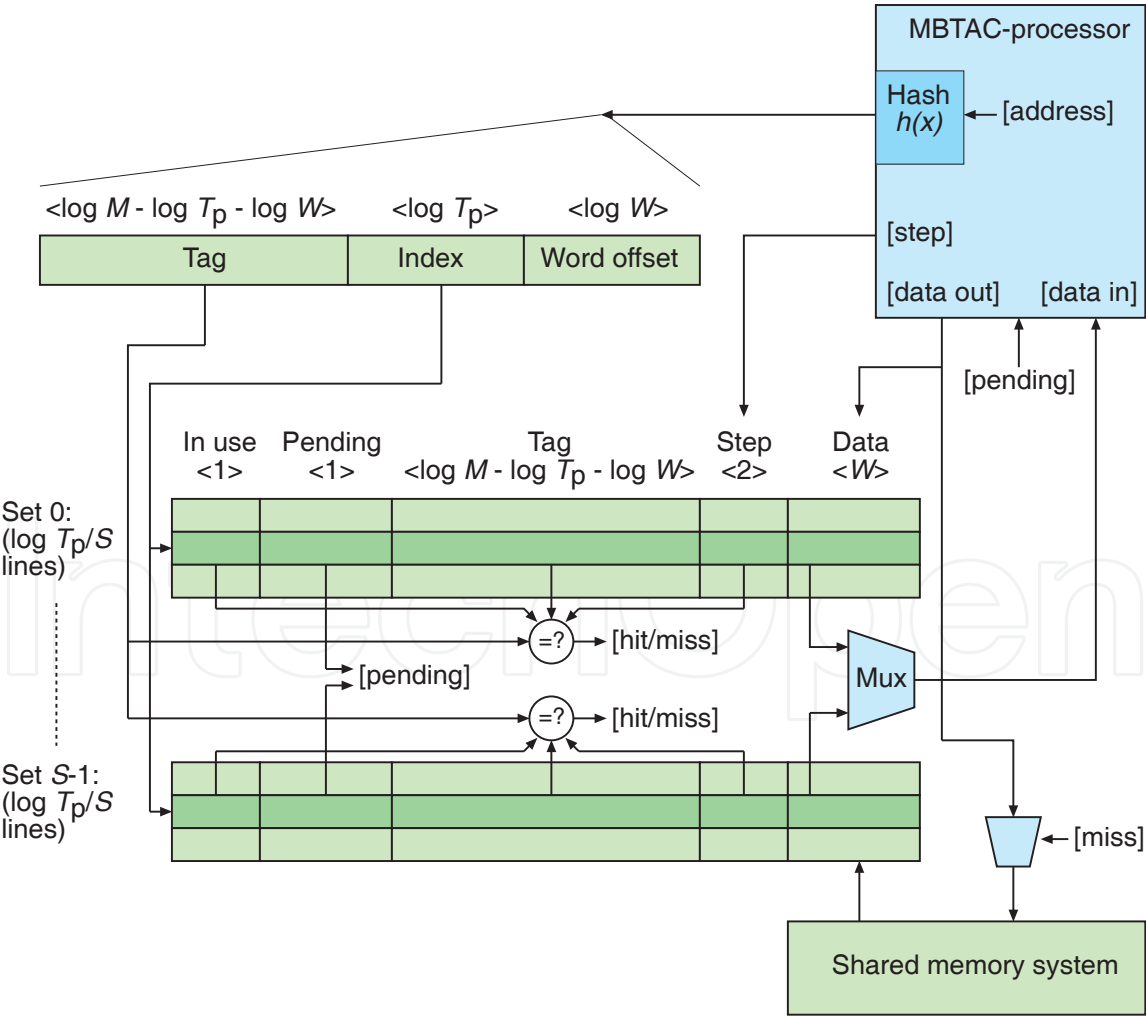 MBTAC-processor
Hash
h(x)
[address]
<log M - log Tp - log W>
<log Tp>
<log W>
[step]
Tag
Index
Word offset
[data out]
[data in]
[pending]
In use
<1>
Pending
<1>
Tag
<log M - log Tp - log W>
Step
<2>
Data
<W>
Set 0:
(log Tp/S
lines)
=?
[hit/miss]
[pending]
Mux
=?
[hit/miss]
Set S-1:
(log Tp/S
lines)
[miss]
Shared memory system
IntechOpen